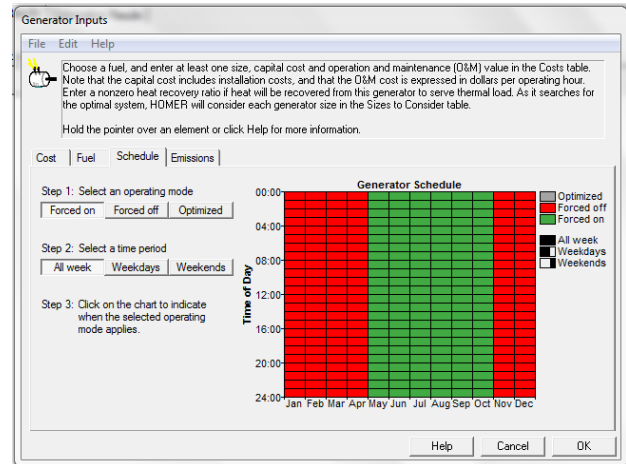 Generator Inputs
File Edit Help
Choose a fuel, and enter at least one size, capital cost and operation and maintenance (O&M) value in the Costs table.
Note that the capital cost includes installation costs, and that the O&M cost is expressed in dollars per operating hour.
Enter a nonzero heat recovery ratio if heat will be recovered from this generator to serve thermal load. As it searches for
the optimal system, HOMER will consider each generator size in the Sizes to Consider table.
Hold the pointer over an element or click Help for more information.
Cost Fuel Schedule Emissions
Step 1: Select an operating mode
Forced on Forced off Optimized
Step 2: Select a time period
All week Weekdays Weekends
Step 3: Click on the chart to indicate
when the selected operating
mode applies.
Generator Schedule
Time of Day
00:00
04:00
08:00
12:00
16:00
20:00
24:00
Jan Feb Mar Apr May Jun Jul Aug Sep Oct Nov Dec
Optimized
Forced off
Forced on
All week
Weekdays
Weekends
Help Cancel OK